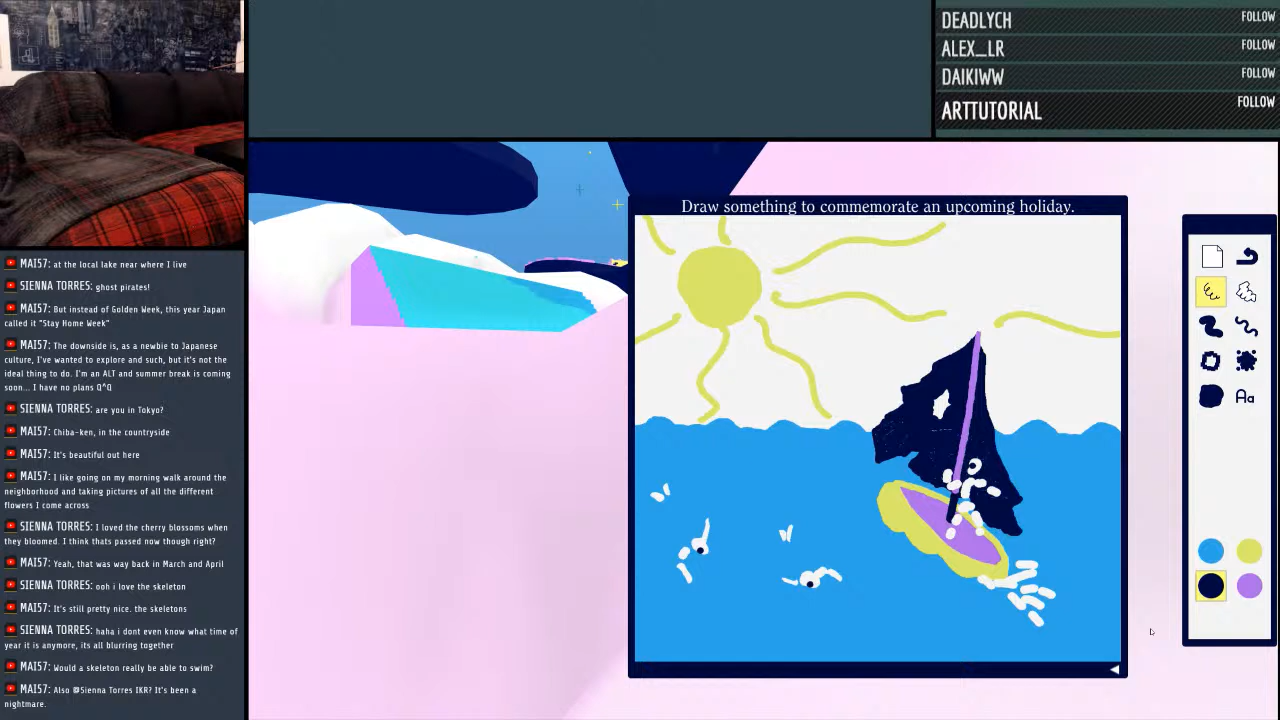 DEADLYCH FOLLOW
ALEX_LR FOLLOW
DAIKIWW FOLLOW
ARTTUTORIAL FOLLOW
Draw something to commemorate an upcoming holiday.
Aa
MAI57: at the local lake near where I live
SIENNA TORRES: ghost pirates!
MAI57: But instead of Golden Week, this year Japan
called it "Stay Home Week"
MAI57: The downside is, as a newbie to Japanese
culture, I've wanted to explore and such, but it's not the
ideal thing to do. I'm an ALT and summer break is coming
soon... I have no plans Q^Q
SIENNA TORRES: are you in Tokyo?
MAI57: Chiba-ken, in the countryside
MAI57: It's beautiful out here
MAI57: I like going on my morning walk around the
neighborhood and taking pictures of all the different
flowers I come across
SIENNA TORRES: I loved the cherry blossoms when
they bloomed. I think thats passed now though right?
MAI57: Yeah, that was way back in March and April
SIENNA TORRES: ooh i love the skeleton
MAI57: It's still pretty nice. the skeletons
SIENNA TORRES: haha i dont even know what time of
year it is anymore, its all blurring together
MAI57: Would a skeleton really be able to swim?
MAI57: Also @Sienna Torres IKR? It's been a
nightmare.